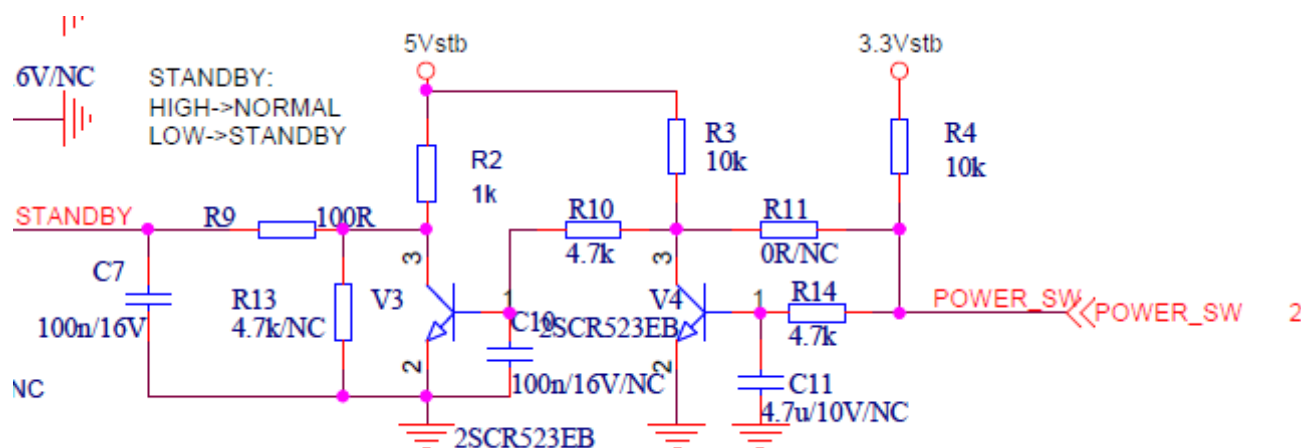 5Vstb
3.3Vstb
.6V/NC
STANDBY:
HIGH->NORMAL
LOW->STANDBY
R3
10k
R4
10k
R2
1k
STANDBY
R9
100R
R10
4.7k
R11
0R/NC
C7
100n/16V
R13
4.7k/NC
3
V3
1
2
C10
100n/16V/NC
3
V4
2SCR523EB
1
2
R14
4.7k
POWER_SW
POWER_SW
2
C11
4.7u/10V/NC
NC
2SCR523EB